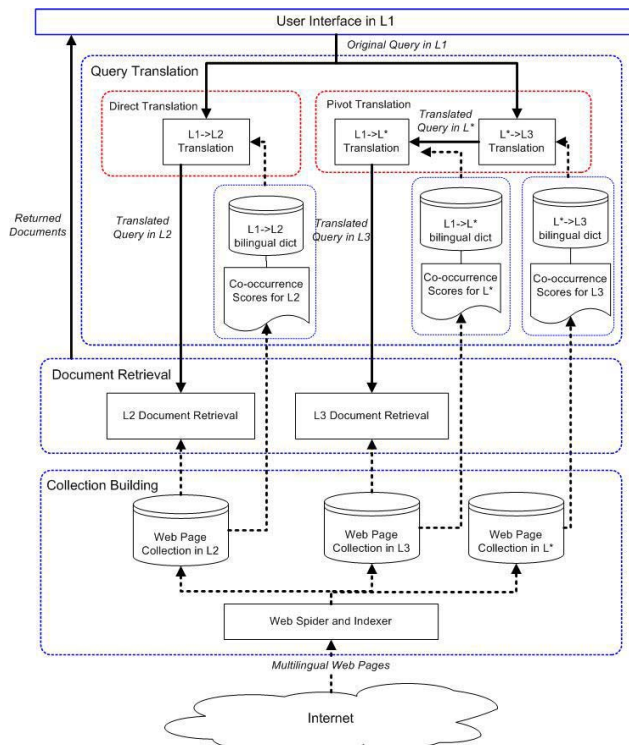 User Interface in L1
Original Query in L1
Query Translation
Direct Translation
Pivot Translation
L1->L2
Translation
L1->L*
Translation
Translated
Query in L*
L*->L3
Translation
Returned
Documents
Translated
Query in L2
L1->L2
bilingual dict
Co-occurrence
Scores for L2
Translated
Query in L3
L1->L*
bilingual dict
Co-occurrence
Scores for L*
L*->L3
bilingual dict
Co-occurrence
Scores for L3
Document Retrieval
L2 Document Retrieval
L3 Document Retrieval
Collection Building
Web Page
Collection in L2
Web Page
Collection in L3
Web Page
Collection in L*
Web Spider and Indexer
Multilingual Web Pages
Internet